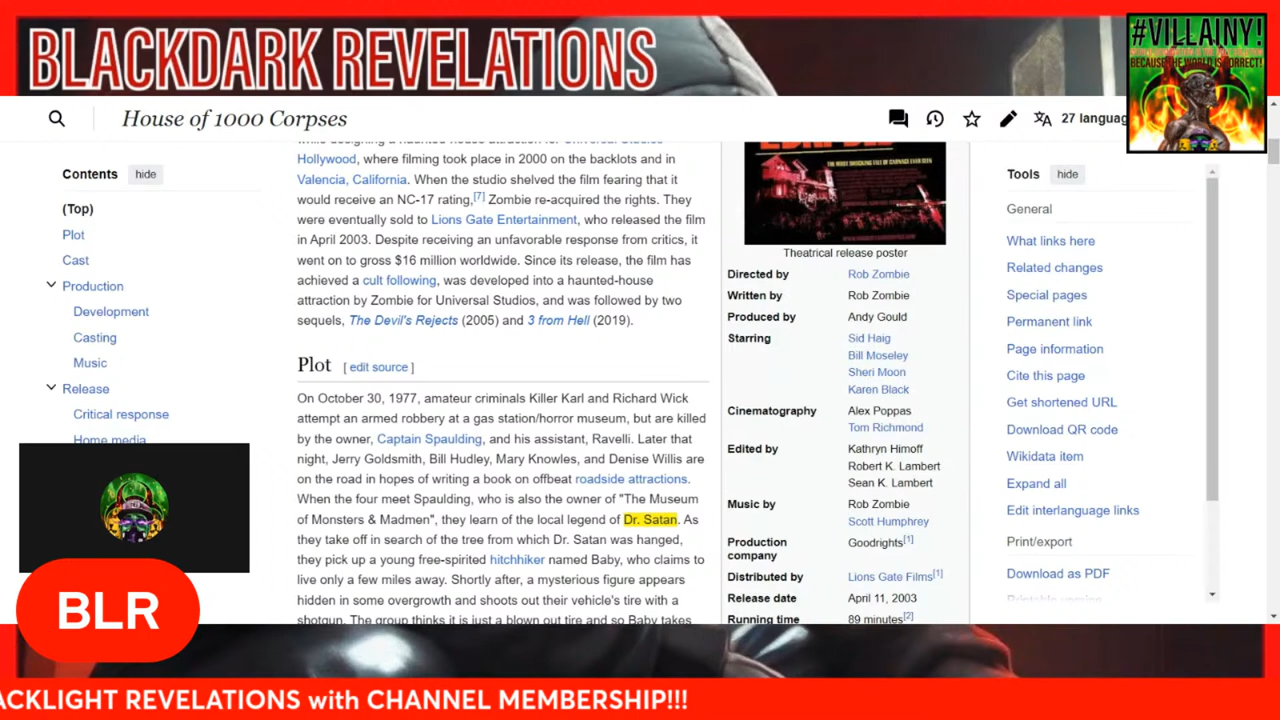 BLACKDARK REVELATIONS
#VILLAINY!
BECAUSE THE WORLD IS CORRECT!
House of 1000 Corpses
27 languag
Contents hide
(Top)
Plot
Cast
Production
Development
Casting
Music
Release
Critical response
Home media
Hollywood, where filming took place in 2000 on the backlots and in
Valencia, California. When the studio shelved the film fearing that it
would receive an NC-17 rating,[7] Zombie re-acquired the rights. They
were eventually sold to Lions Gate Entertainment, who released the film
in April 2003. Despite receiving an unfavorable response from critics, it
went on to gross $16 million worldwide. Since its release, the film has
achieved a cult following, was developed into a haunted-house
attraction by Zombie for Universal Studios, and was followed by two
sequels, The Devil's Rejects (2005) and 3 from Hell (2019).
Plot [ edit source ]
On October 30, 1977, amateur criminals Killer Karl and Richard Wick
attempt an armed robbery at a gas station/horror museum, but are killed
by the owner, Captain Spaulding, and his assistant, Ravelli. Later that
night, Jerry Goldsmith, Bill Hudley, Mary Knowles, and Denise Willis are
on the road in hopes of writing a book on offbeat roadside attractions.
When the four meet Spaulding, who is also the owner of "The Museum
of Monsters & Madmen", they learn of the local legend of Dr. Satan. As
they take off in search of the tree from which Dr. Satan was hanged,
they pick up a young free-spirited hitchhiker named Baby, who claims to
live only a few miles away. Shortly after, a mysterious figure appears
hidden in some overgrowth and shoots out their vehicle's tire with a
shotgun. The group thinks it is just a blown out tire and so Baby takes
THE MOST SHOCKING TALE OF CARNAGE EVER SEEN
Theatrical release poster
Directed by Rob Zombie
Written by Rob Zombie
Produced by Andy Gould
Starring Sid Haig
Bill Moseley
Sheri Moon
Karen Black
Cinematography Alex Poppas
Tom Richmond
Edited by Kathryn Himoff
Robert K. Lambert
Sean K. Lambert
Music by Rob Zombie
Scott Humphrey
Production Goodrights[1]
company
Distributed by Lions Gate Films[1]
Release date April 11, 2003
Running time 89 minutes[2]
Tools hide
General
What links here
Related changes
Special pages
Permanent link
Page information
Cite this page
Get shortened URL
Download QR code
Wikidata item
Expand all
Edit interlanguage links
Print/export
Download as PDF
Printable version
BLR
ACKLIGHT REVELATIONS with CHANNEL MEMBERSHIP!!!